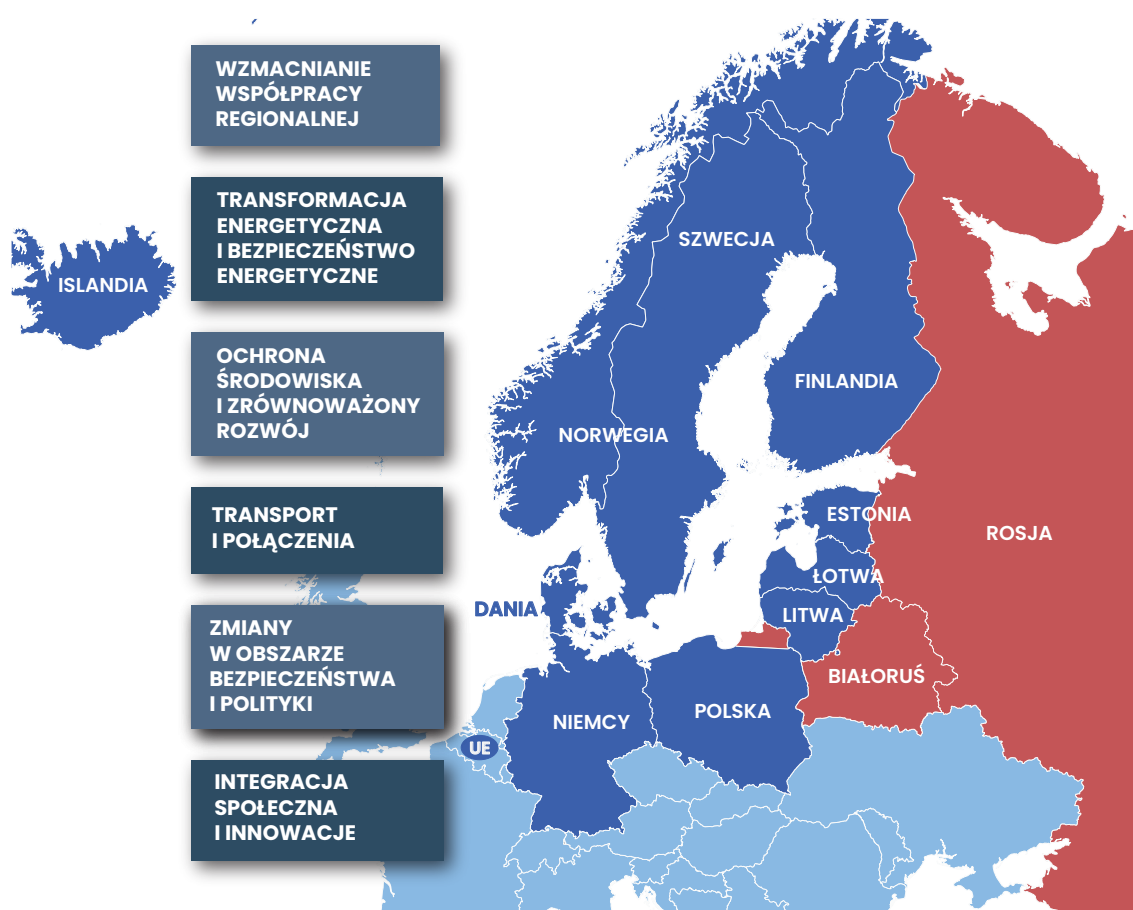 WZMACNIANIE
WSPÓŁPRACY
REGIONALNEJ
TRANSFORMACJA
ENERGETYCZNA
I BEZPIECZEŃSTWO
ENERGETYCZNE
OCHRONA
ŚRODOWISKA
I ZRÓWNOWAŻONY
ROZWÓJ
TRANSPORT
I POŁĄCZENIA
ZMIANY
W OBSZARZE
BEZPIECZEŃSTWA
I POLITYKI
INTEGRACJA
SPOŁECZNA
I INNOWACJE
ISLANDIA
SZWECJA
FINLANDIA
NORWEGIA
ESTONIA
ROSJA
ŁOTWA
DANIA
LITWA
BIAŁORUŚ
POLSKA
NIEMCY
UE